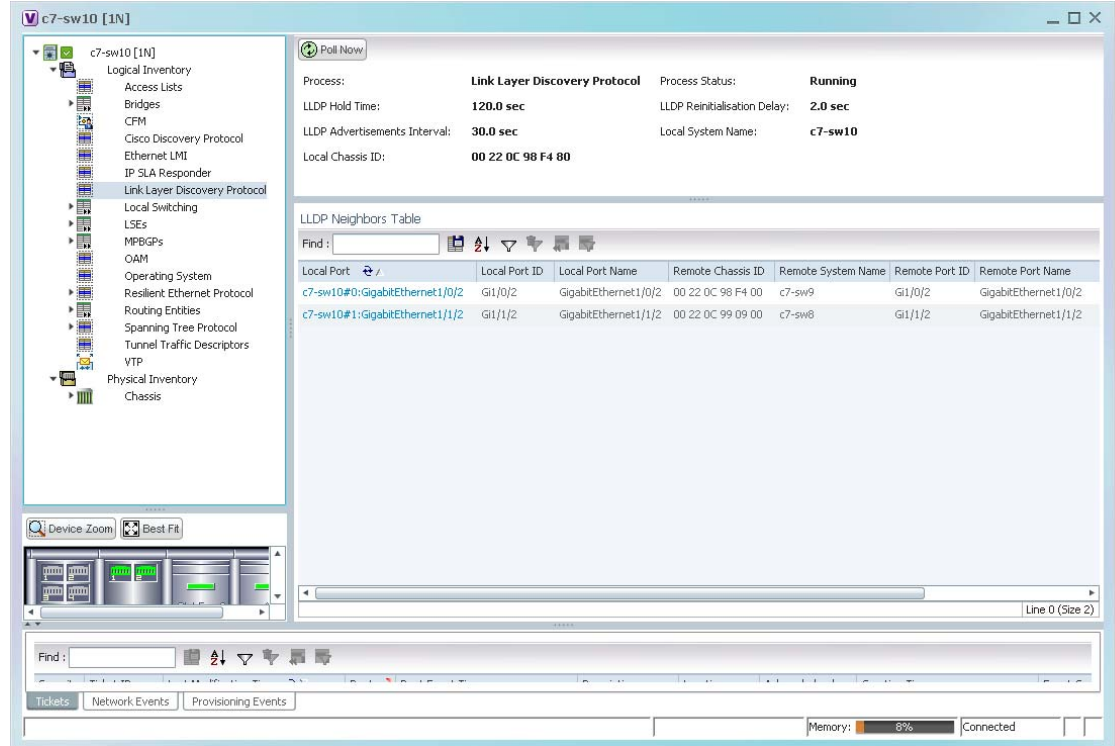 c7-sw10 [1N]
c7-sw10 [1N]
Logical Inventory
Access Lists
Bridges
CFM
Cisco Discovery Protocol
Ethernet LMI
IP SLA Responder
Link Layer Discovery Protocol
Local Switching
LSEs
MPBGPs
OAM
Operating System
Resilient Ethernet Protocol
Routing Entities
Spanning Tree Protocol
Tunnel Traffic Descriptors
VTP
Physical Inventory
Chassis
Device Zoom Best Fit
Poll Now
Process: Link Layer Discovery Protocol Process Status: Running
LLDP Hold Time: 120.0 sec LLDP Reinitialisation Delay: 2.0 sec
LLDP Advertisements Interval: 30.0 sec Local System Name: c7-sw10
Local Chassis ID: 00 22 0C 98 F4 80
LLDP Neighbors Table
Find :
Local Port Local Port ID Local Port Name Remote Chassis ID Remote System Name Remote Port ID Remote Port Name
c7-sw10#0:GigabitEthernet1/0/2 Gi1/0/2 GigabitEthernet1/0/2 00 22 0C 98 F4 00 c7-sw9 Gi1/0/2 GigabitEthernet1/0/2
c7-sw10#1:GigabitEthernet1/1/2 Gi1/1/2 GigabitEthernet1/1/2 00 22 0C 99 09 00 c7-sw8 Gi1/1/2 GigabitEthernet1/1/2
Line 0 (Size 2)
Find :
Tickets Network Events Provisioning Events
Memory: 8% Connected